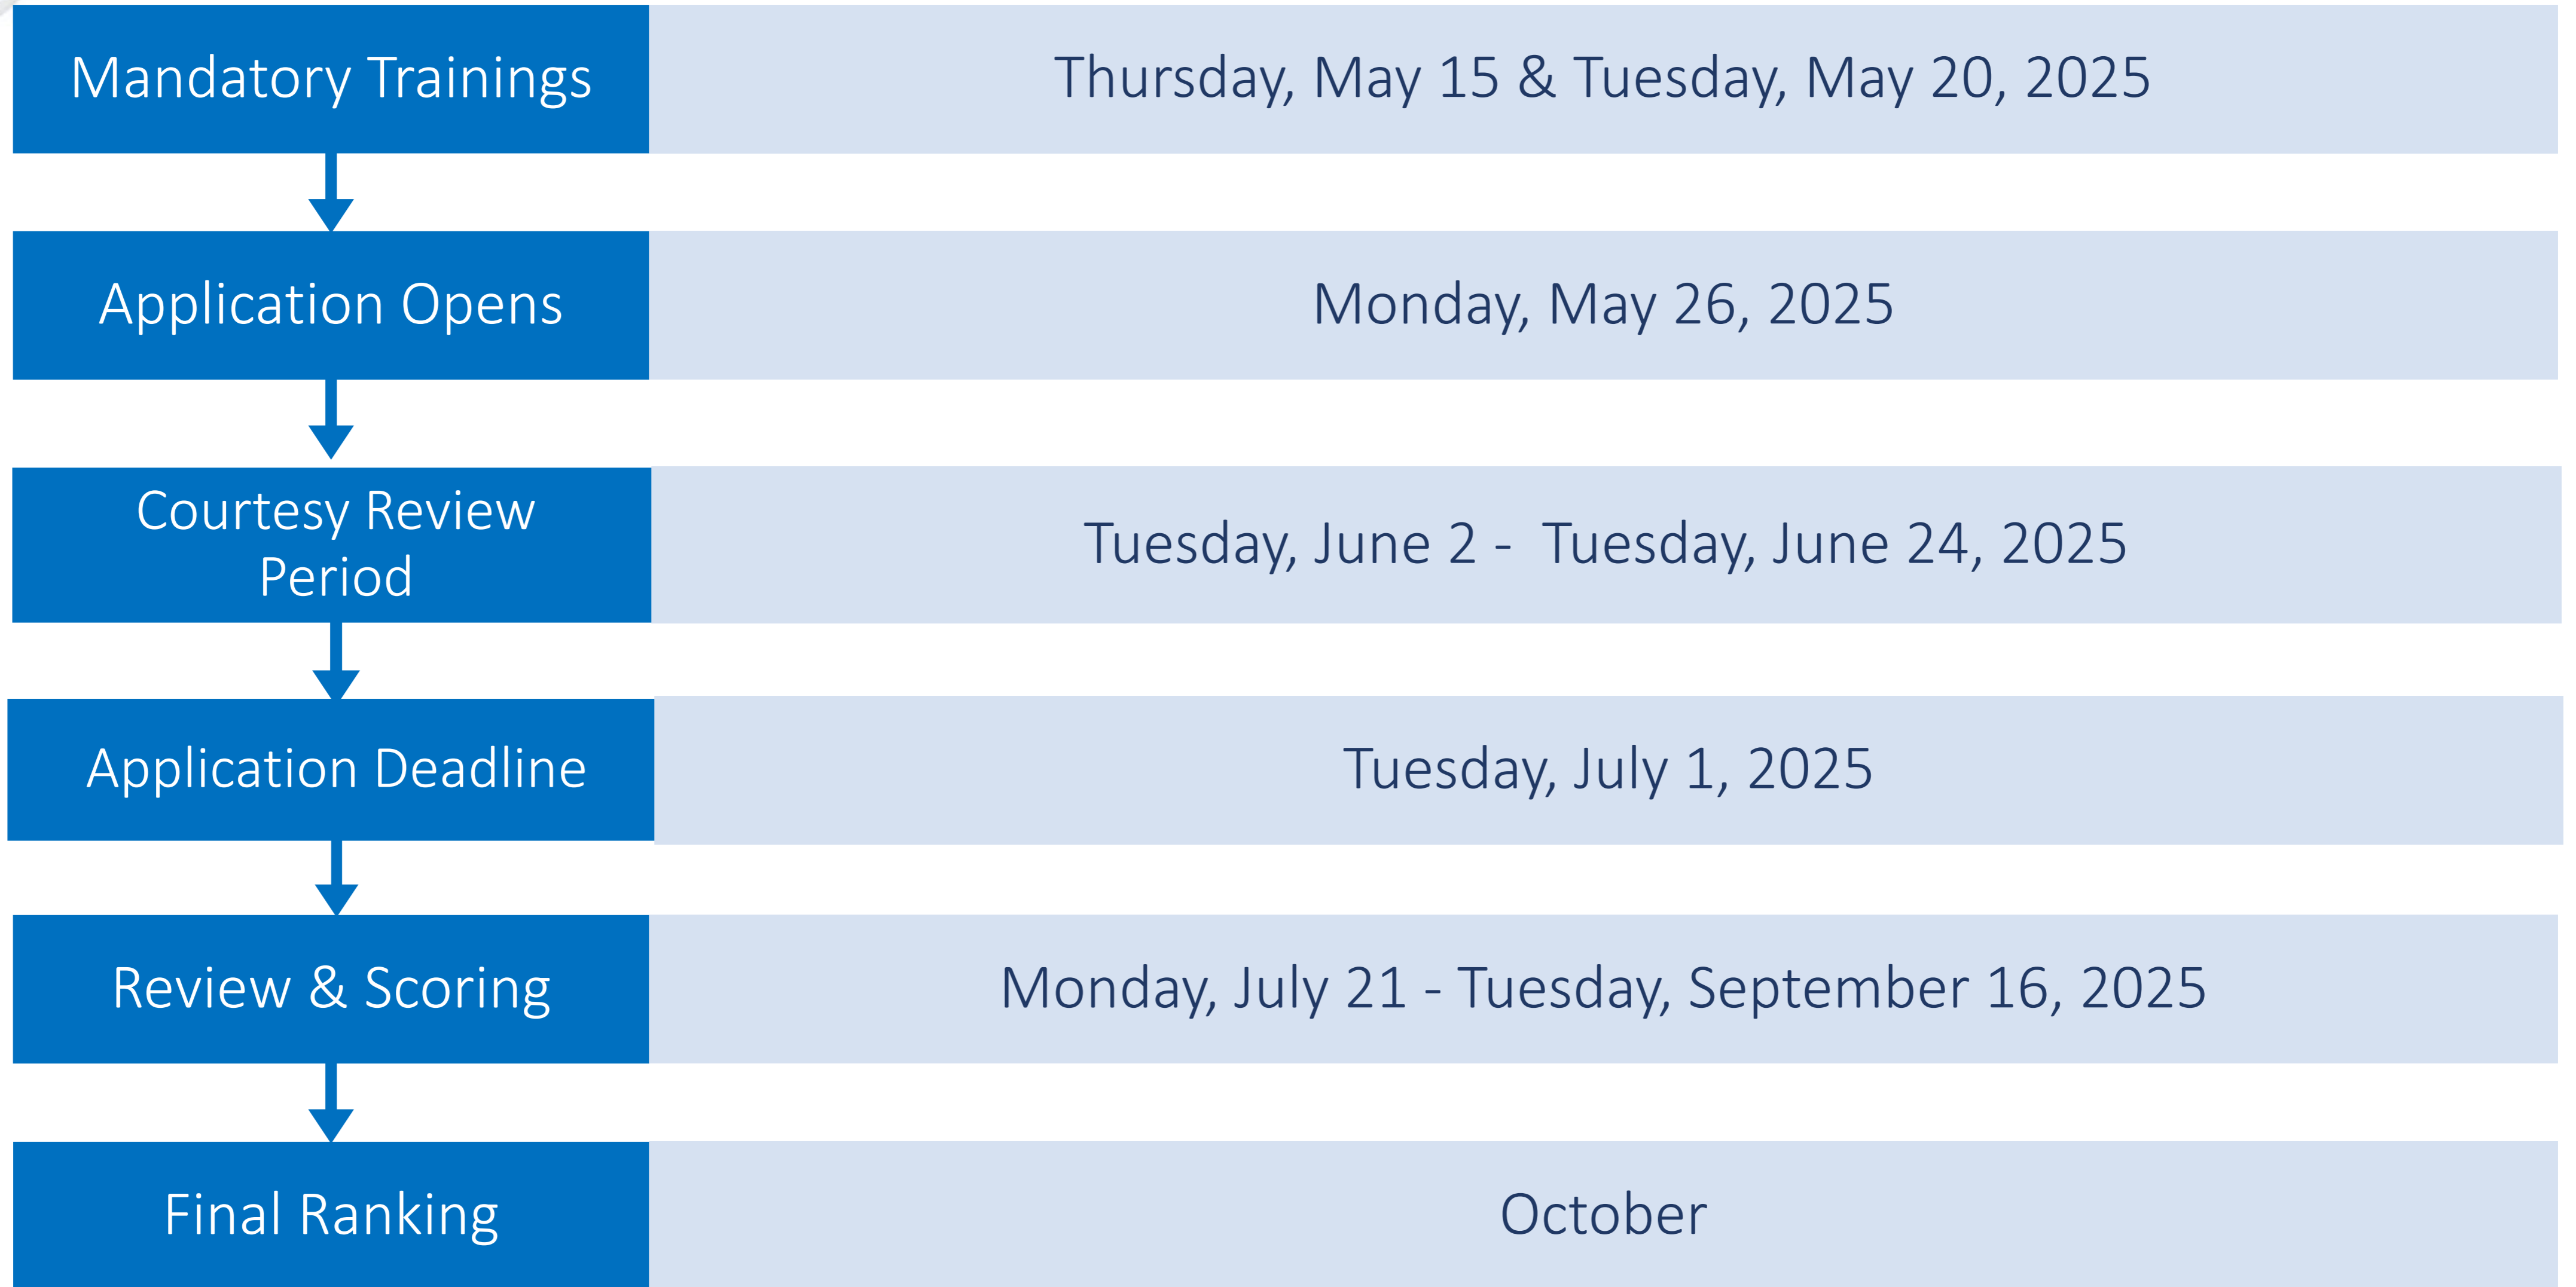 Mandatory Trainings
Thursday, May 15 & Tuesday, May 20, 2025
Application Opens
Monday, May 26, 2025
Courtesy Review
Period
Tuesday, June 2 - Tuesday, June 24, 2025
Application Deadline
Tuesday, July 1, 2025
Review & Scoring
Monday, July 21 - Tuesday, September 16, 2025
Final Ranking
October